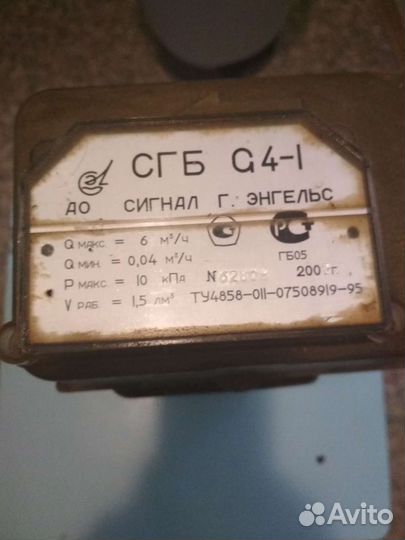 СГБ G4-1
АО СИГНАЛ Г. ЭНГЕЛЬС
Q МАКС. = 6 м³/ч
Q МИН. = 0,04 м³/ч
P МАКС. = 10 кПа
V РАБ. = 1,5 дм³
ГБ05
N 200 г.
ТУ4858-011-07508919-95
Avito